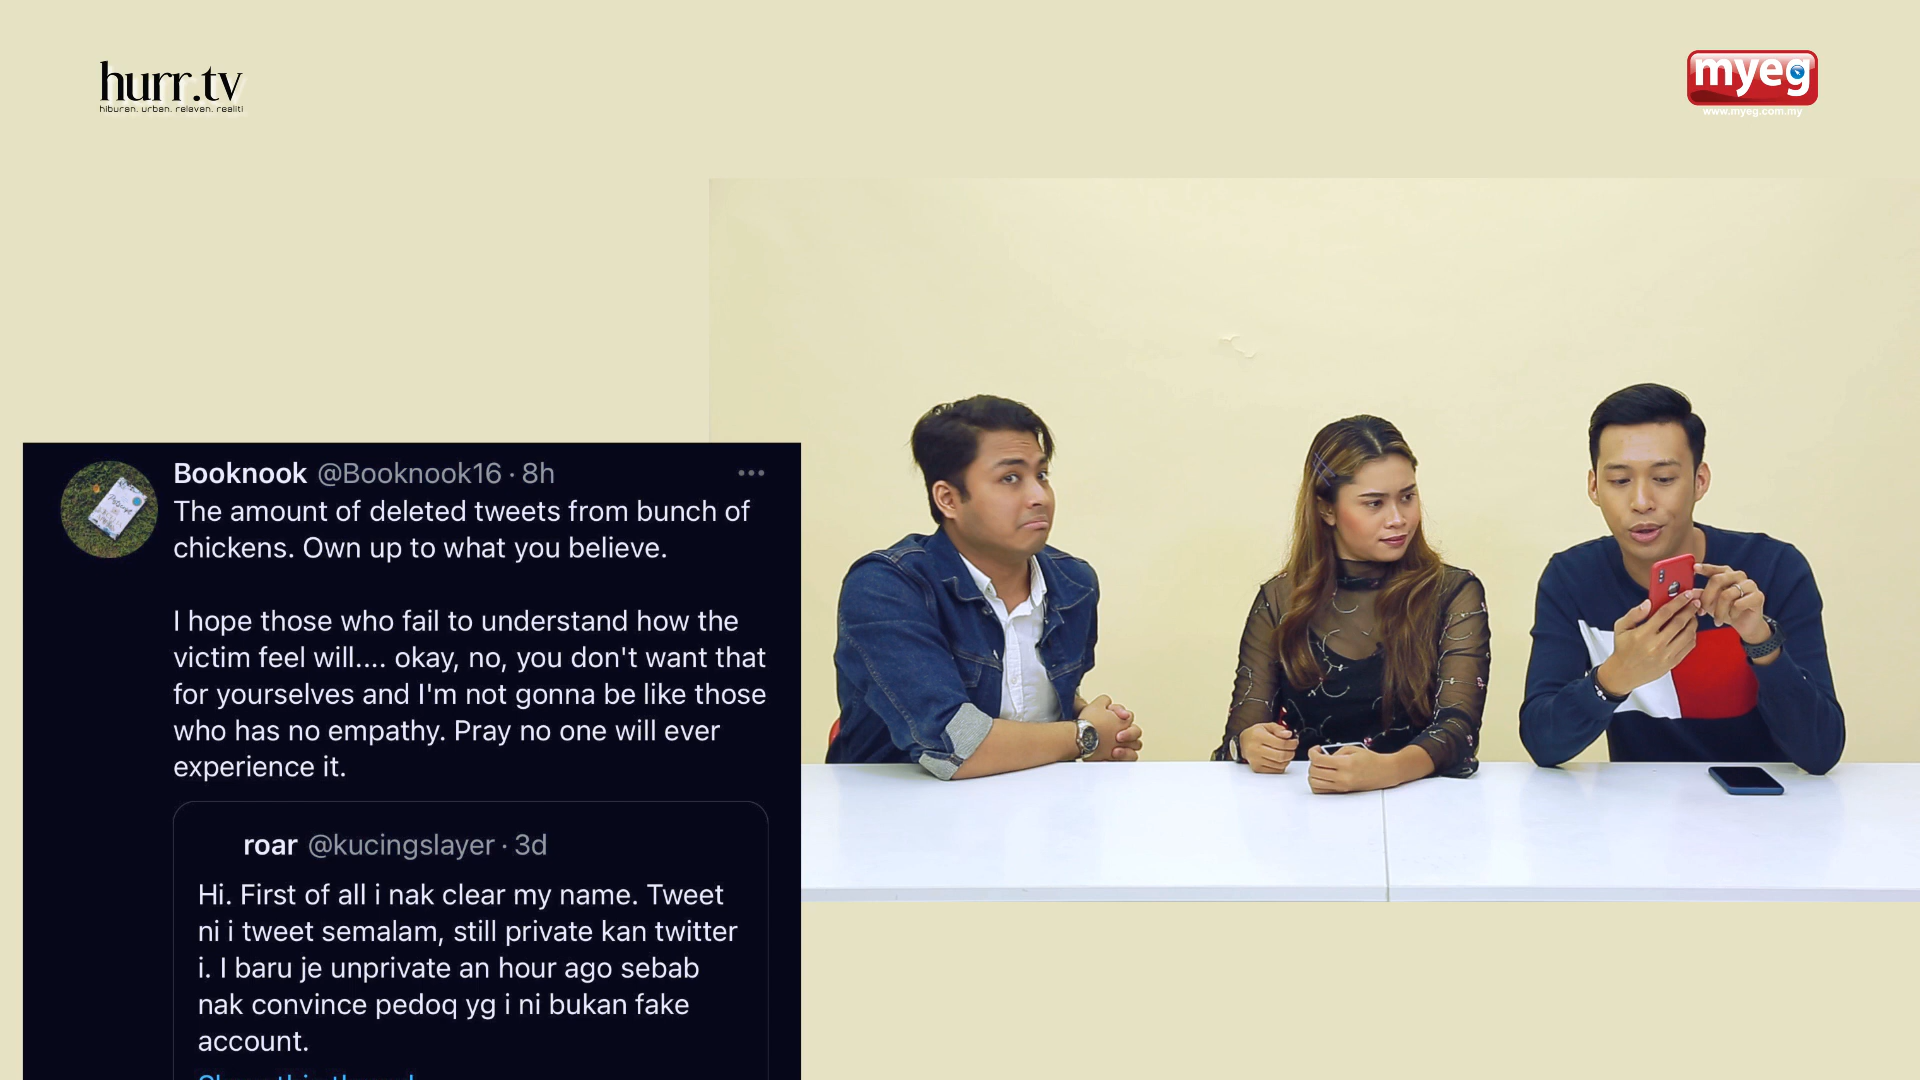 hurr.tv
hiburan. urban. relevan. realiti
myeg
www.myeg.com.my
Booknook @Booknook16 · 8h
The amount of deleted tweets from bunch of
chickens. Own up to what you believe.
I hope those who fail to understand how the
victim feel will.... okay, no, you don't want that
for yourselves and I'm not gonna be like those
who has no empathy. Pray no one will ever
experience it.
roar @kucingslayer · 3d
Hi. First of all i nak clear my name. Tweet
ni i tweet semalam, still private kan twitter
i. I baru je unprivate an hour ago sebab
nak convince pedoq yg i ni bukan fake
account.